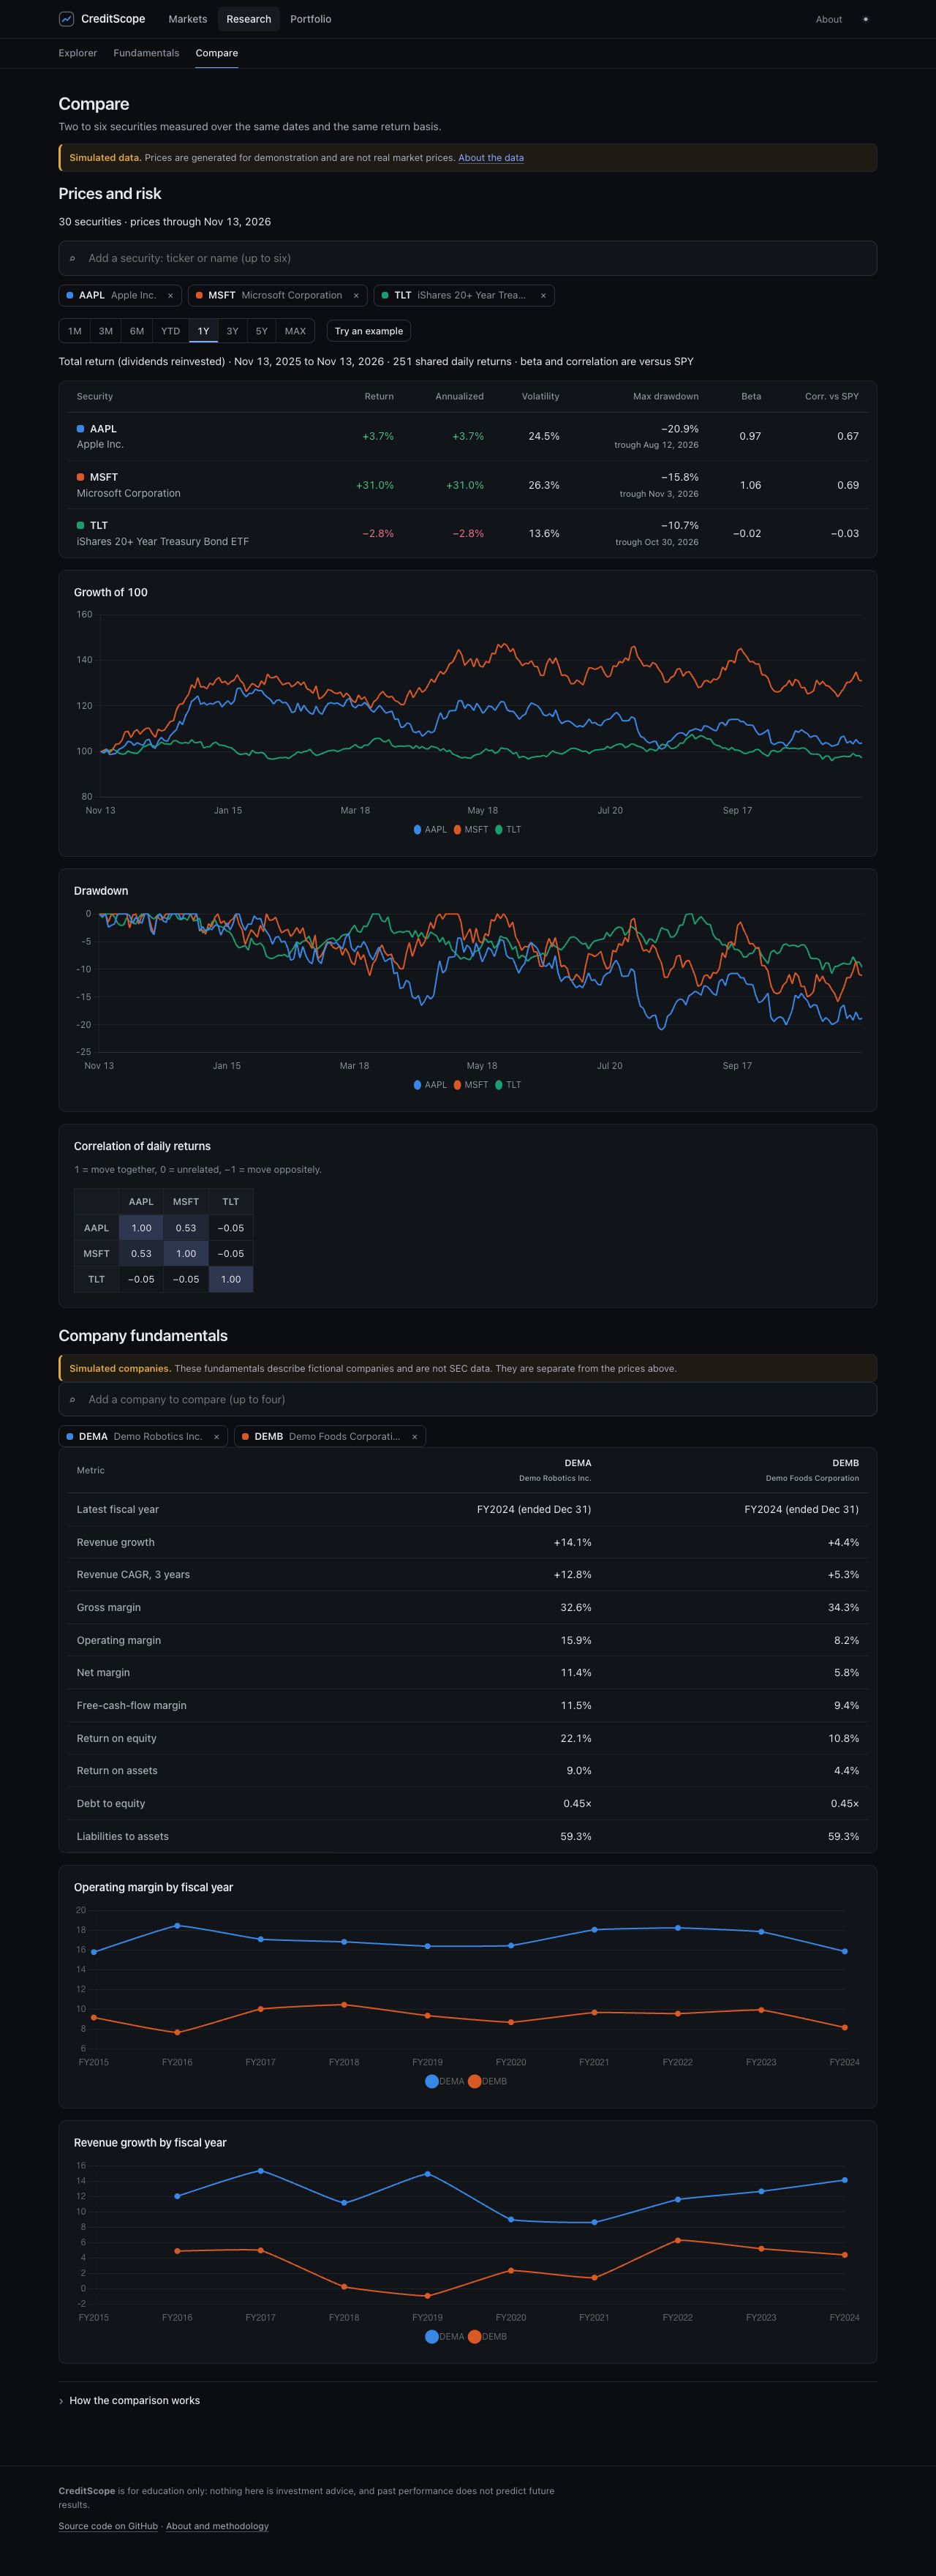 CreditScope Markets Research Portfolio About
Explorer Fundamentals Compare
Compare
Two to six securities measured over the same dates and the same return basis.
Simulated data. Prices are generated for demonstration and are not real market prices. About the data
Prices and risk
30 securities · prices through Nov 13, 2026
Add a security: ticker or name (up to six)
AAPL Apple Inc. × MSFT Microsoft Corporation × TLT iShares 20+ Year Trea... ×
1M 3M 6M YTD 1Y 3Y 5Y MAX Try an example
Total return (dividends reinvested) · Nov 13, 2025 to Nov 13, 2026 · 251 shared daily returns · beta and correlation are versus SPY
Security Return Annualized Volatility Max drawdown Beta Corr. vs SPY
AAPL +3.7% +3.7% 24.5% −20.9% 0.97 0.67
Apple Inc. trough Aug 12, 2026
MSFT +31.0% +31.0% 26.3% −15.8% 1.06 0.69
Microsoft Corporation trough Nov 3, 2026
TLT −2.8% −2.8% 13.6% −10.7% −0.02 −0.03
iShares 20+ Year Treasury Bond ETF trough Oct 30, 2026
Growth of 100
160
140
120
100
80
Nov 13 Jan 15 Mar 18 May 18 Jul 20 Sep 17
AAPL MSFT TLT
Drawdown
0
-5
-10
-15
-20
-25
Nov 13 Jan 15 Mar 18 May 18 Jul 20 Sep 17
AAPL MSFT TLT
Correlation of daily returns
1 = move together, 0 = unrelated, −1 = move oppositely.
AAPL MSFT TLT
AAPL 1.00 0.53 −0.05
MSFT 0.53 1.00 −0.05
TLT −0.05 −0.05 1.00
Company fundamentals
Simulated companies. These fundamentals describe fictional companies and are not SEC data. They are separate from the prices above.
Add a company to compare (up to four)
DEMA Demo Robotics Inc. × DEMB Demo Foods Corporati... ×
Metric DEMA DEMB
Demo Robotics Inc. Demo Foods Corporation
Latest fiscal year FY2024 (ended Dec 31) FY2024 (ended Dec 31)
Revenue growth +14.1% +4.4%
Revenue CAGR, 3 years +12.8% +5.3%
Gross margin 32.6% 34.3%
Operating margin 15.9% 8.2%
Net margin 11.4% 5.8%
Free-cash-flow margin 11.5% 9.4%
Return on equity 22.1% 10.8%
Return on assets 9.0% 4.4%
Debt to equity 0.45× 0.45×
Liabilities to assets 59.3% 59.3%
Operating margin by fiscal year
20
18
16
14
12
10
8
6
FY2015 FY2016 FY2017 FY2018 FY2019 FY2020 FY2021 FY2022 FY2023 FY2024
DEMA DEMB
Revenue growth by fiscal year
16
14
12
10
8
6
4
2
0
-2
FY2015 FY2016 FY2017 FY2018 FY2019 FY2020 FY2021 FY2022 FY2023 FY2024
DEMA DEMB
› How the comparison works
CreditScope is for education only: nothing here is investment advice, and past performance does not predict future
results.
Source code on GitHub · About and methodology